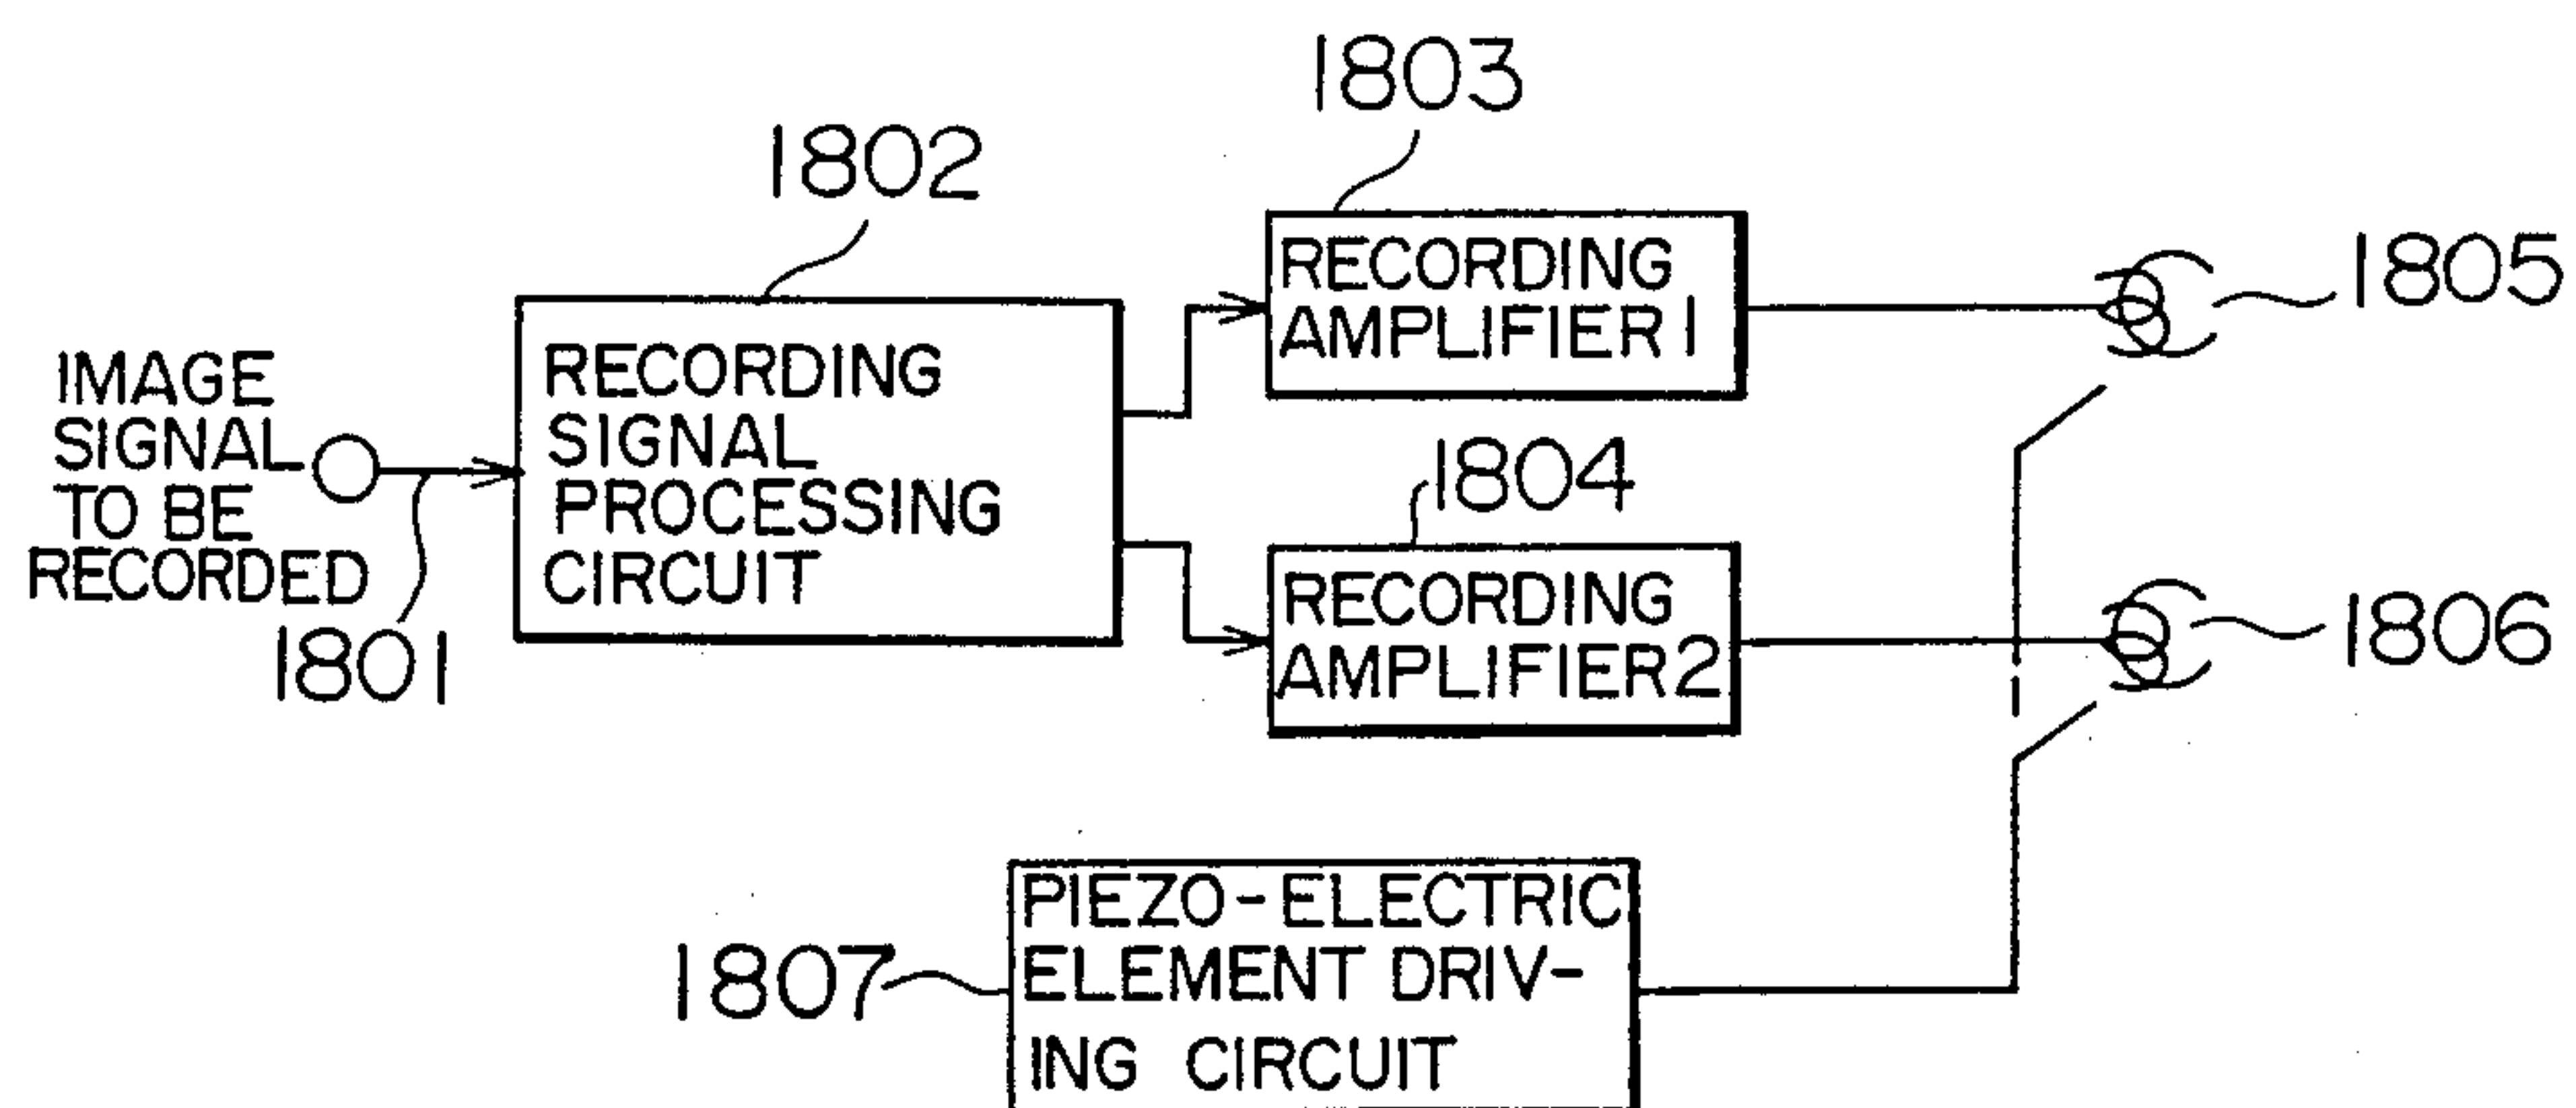 1803
1802
1805
RECORDING
AMPLIFIER 1
IMAGE
SIGNAL
TO BE
RECORDED
1801
RECORDING
SIGNAL
PROCESSING
CIRCUIT
1804
RECORDING
AMPLIFIER 2
1806
1807
PIEZO-ELECTRIC
ELEMENT DRIV-
ING CIRCUIT